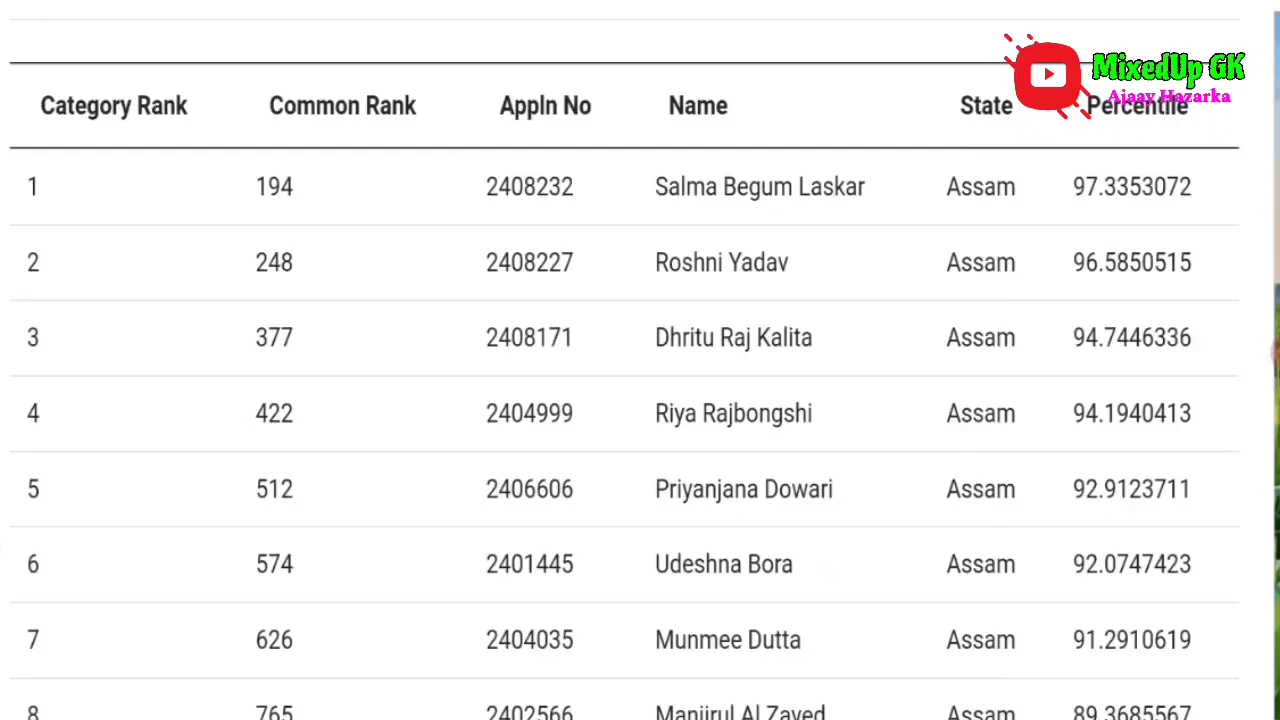 MixedUp GK
Ajaay Hazarka
Category Rank Common Rank Appln No Name State Percentile
1 194 2408232 Salma Begum Laskar Assam 97.3353072
2 248 2408227 Roshni Yadav Assam 96.5850515
3 377 2408171 Dhritu Raj Kalita Assam 94.7446336
4 422 2404999 Riya Rajbongshi Assam 94.1940413
5 512 2406606 Priyanjana Dowari Assam 92.9123711
6 574 2401445 Udeshna Bora Assam 92.0747423
7 626 2404035 Munmee Dutta Assam 91.2910619
8 765 2402566 Manjirul Al Zayed Assam 89.3685567